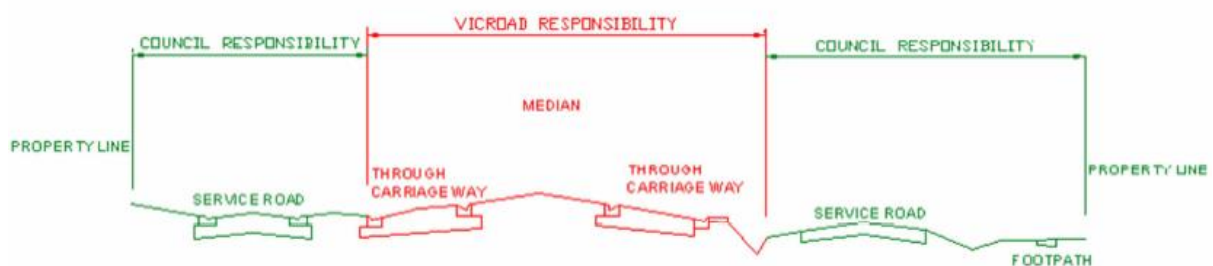 VICROAD RESPONSIBILITY
COUNCIL RESPONSIBILITY
COUNCIL RESPONSIBILITY
MEDIAN
PROPERTY LINE
PROPERTY LINE
THROUGH
CARRIAGE WAY
THROUGH
CARRIAGE WAY
SERVICE ROAD
SERVICE ROAD
FOOTPATH